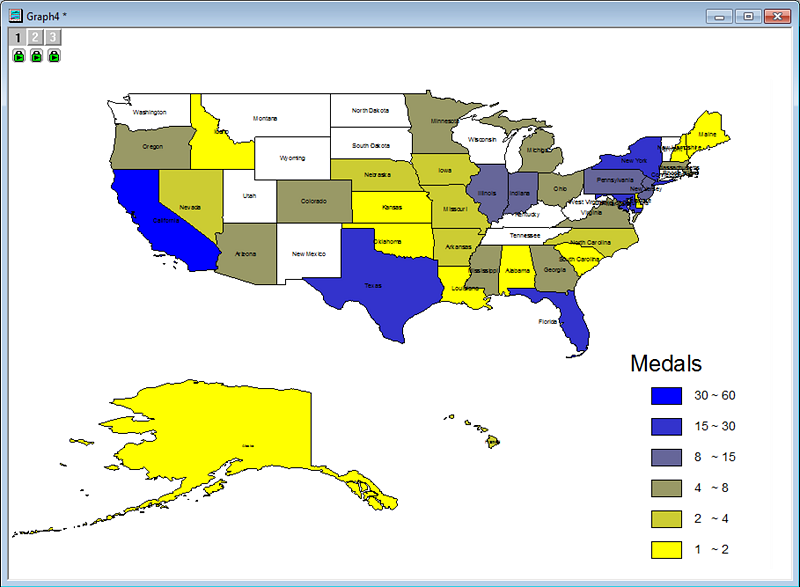 Graph4 *
1 2 3
Washington
Montana
North Dakota
Minnesota
Maine
Oregon
Idaho
Wisconsin
Michigan
New York
South Dakota
Wyoming
Iowa
Nebraska
Pennsylvania
Ohio
Illinois
Indiana
Utah
Colorado
Kansas
Missouri
Nevada
New Jersey
West Virginia
Virginia
Kentucky
California
Tennessee
North Carolina
Oklahoma
Arkansas
Arizona
New Mexico
South Carolina
Mississippi
Alabama
Georgia
Texas
Louisiana
Florida
Medals
30 ~ 60
15 ~ 30
8 ~ 15
4 ~ 8
2 ~ 4
1 ~ 2